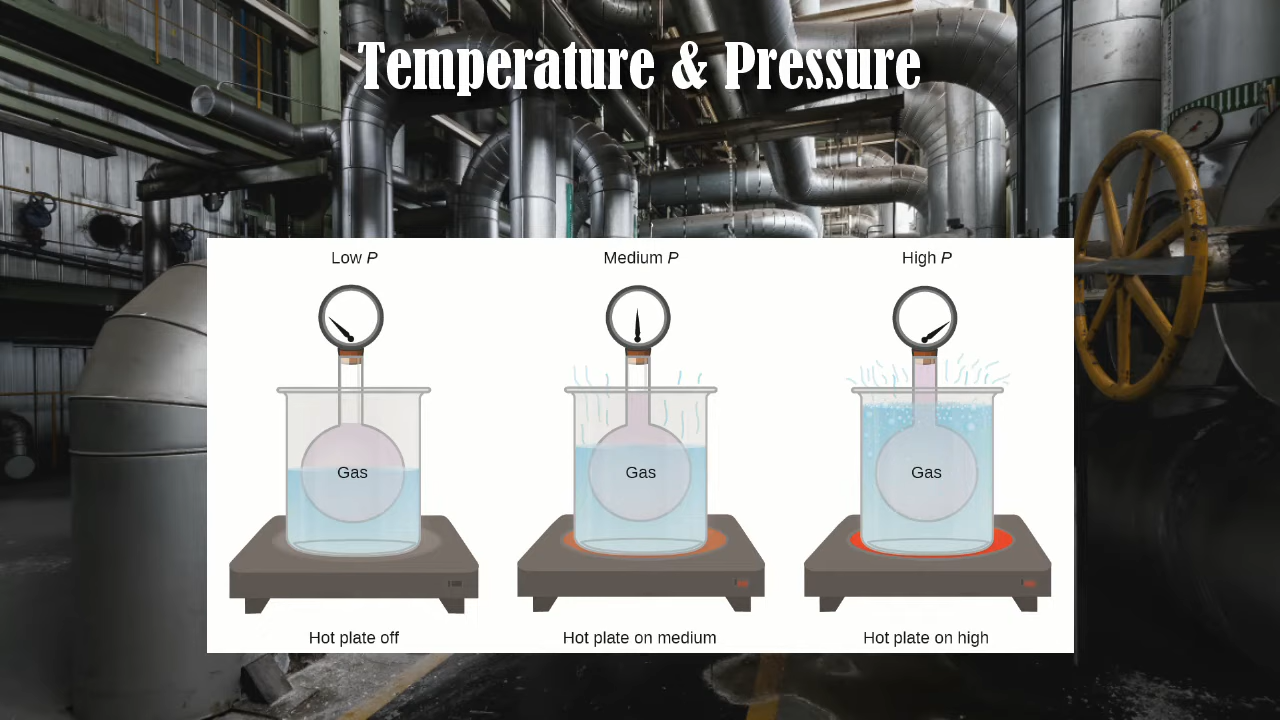 Temperature & Pressure
Low P
Medium P
High P
Gas
Gas
Gas
Hot plate off
Hot plate on medium
Hot plate on high